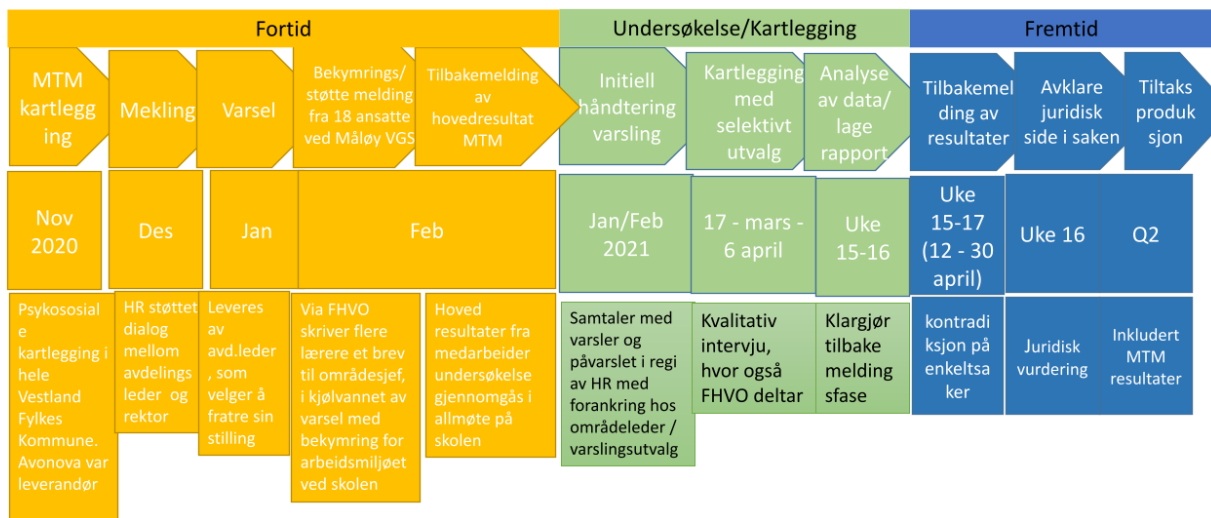 Fortid
Undersøkelse/Kartlegging
Fremtid
MTM
kartlegg
ing
Mekling
Varsel
Bekymrings/
støtte melding
fra 18 ansatte
ved Måløy VGS
Tilbakemelding
av
hovedresultat
MTM
Initiell
håndtering
varsling
Kartlegging
med
selektivt
utvalg
Analyse
av data/
lage
rapport
Tilbakemel
ding av
resultater
Avklare
juridisk
side i saken
Tiltaks
produk
sjon
Nov
2020
Des
Jan
Feb
Jan/Feb
2021
17 - mars -
6 april
Uke
15-16
Uke
15-17
(12 - 30
april)
Uke 16
Q2
Psykososial
e
kartlegging i
hele
Vestland
Fylkes
Kommune.
Avonova var
leverandør
HR støttet
dialog
mellom
avdelings
leder og
rektor
Leveres
av
avd.leder
, som
velger å
fratre sin
stilling
Via FHVO
skriver flere
lærere et brev
til områdesjef,
i kjølvannet av
varsel med
bekymring for
arbeidsmiljøet
ved skolen
Hoved
resultater fra
medarbeider
undersøkelse
gjennomgås i
allmøte på
skolen
Samtaler med
varsler og
påvarslet i regi
av HR med
forankring hos
områdeleder /
varslingsutvalg
Kvalitativ
intervju,
hvor også
FHVO deltar
Klargjør
tilbake
melding
sfase
kontradi
ksjon på
enkeltsa
ker
Juridisk
vurdering
Inkludert
MTM
resultater